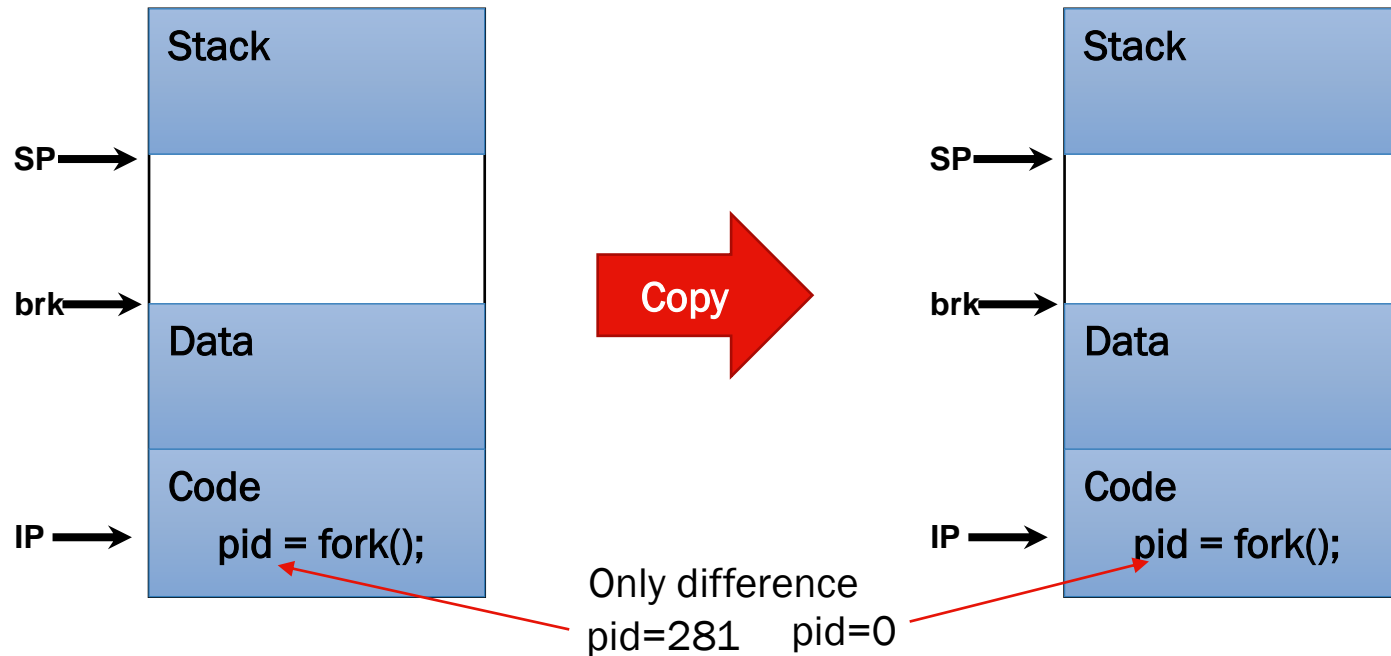 Stack
SP
brk
Data
Code
IP
pid = fork();
Copy
Stack
SP
brk
Data
Code
IP
pid = fork();
Only difference
pid=281 pid=0